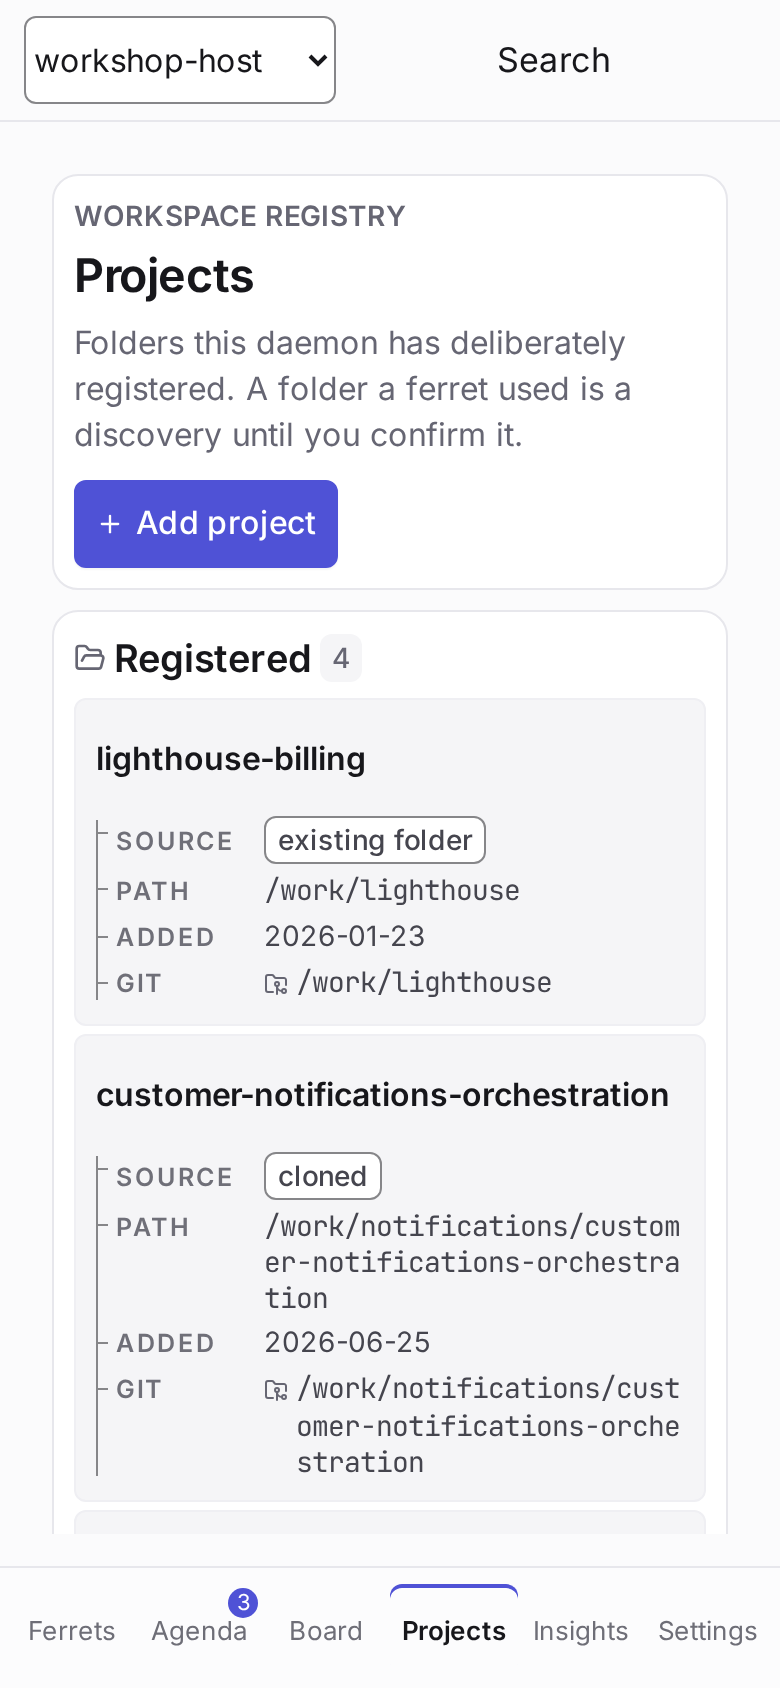 workshop-host
Search
WORKSPACE REGISTRY
Projects
Folders this daemon has deliberately
registered. A folder a ferret used is a
discovery until you confirm it.
+ Add project
Registered 4
lighthouse-billing
SOURCE existing folder
PATH /work/lighthouse
ADDED 2026-01-23
GIT /work/lighthouse
customer-notifications-orchestration
SOURCE cloned
PATH /work/notifications/custom
er-notifications-orchestra
tion
ADDED 2026-06-25
GIT /work/notifications/cust
omer-notifications-orche
stration
3
Ferrets Agenda Board Projects Insights Settings